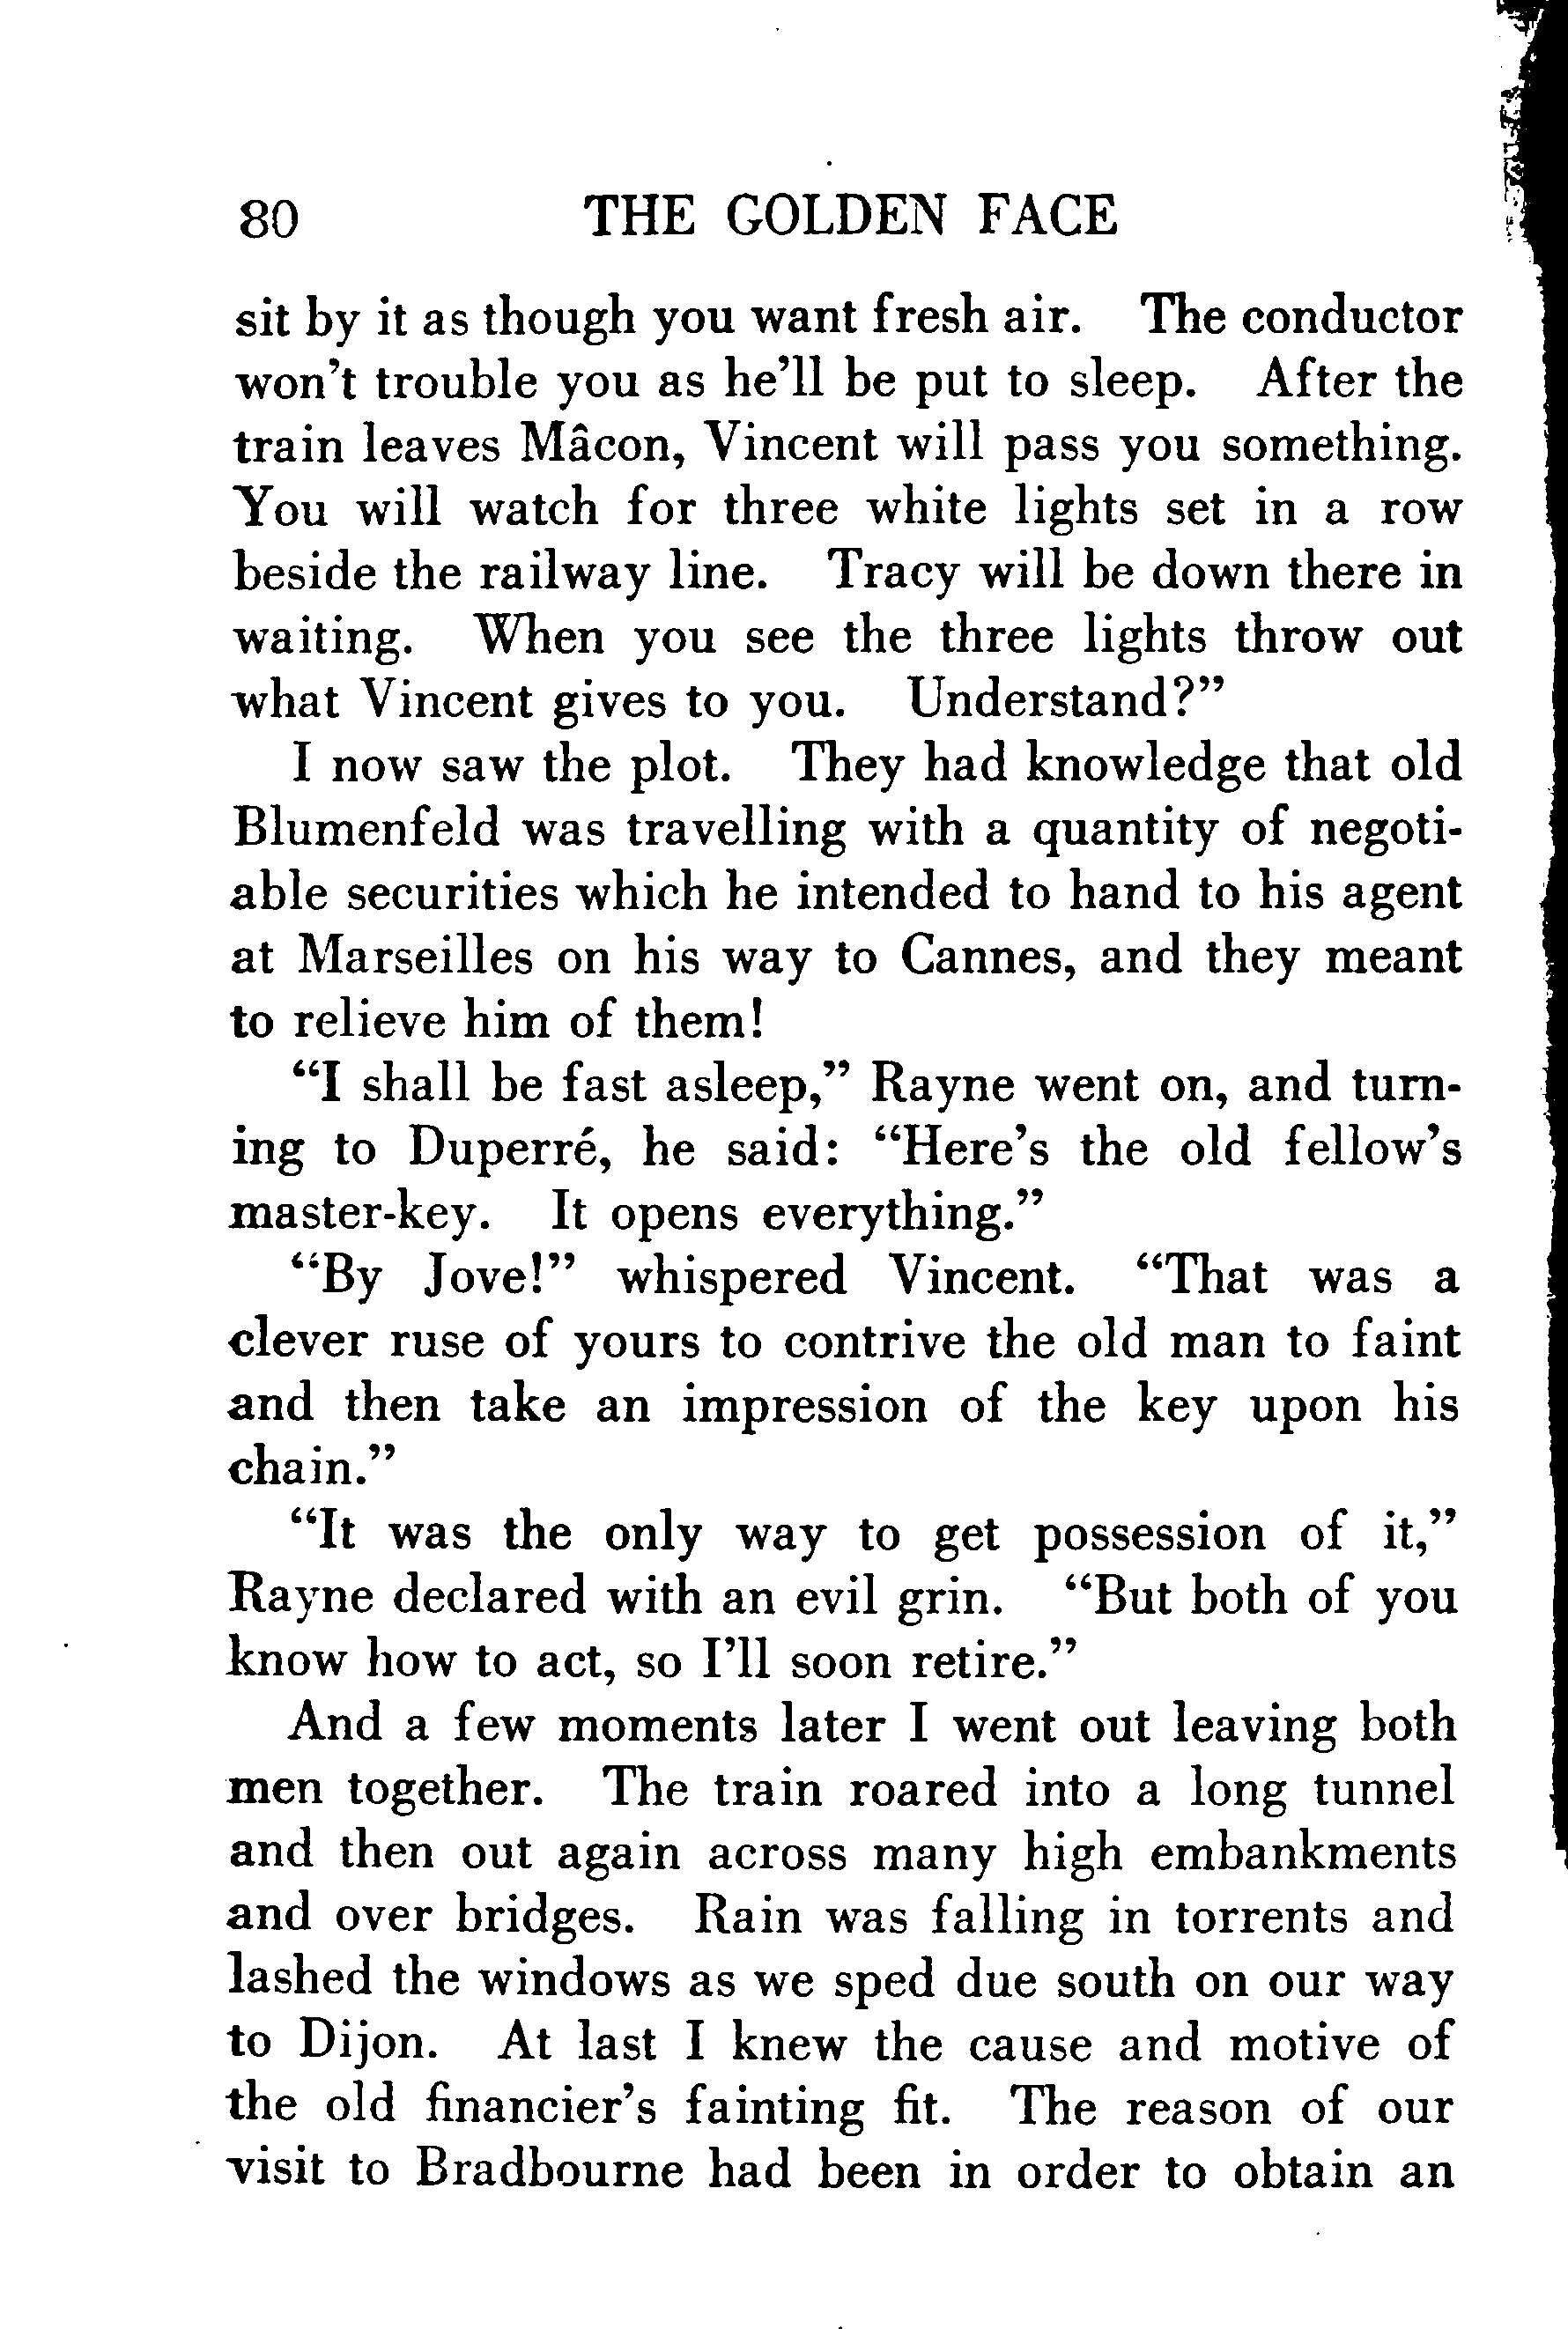 80 THE GOLDEN FACE
sit by it as though you want fresh air. The conductor
won't trouble you as he'll be put to sleep. After the
train leaves Mâcon, Vincent will pass you something.
You will watch for three white lights set in a row
beside the railway line. Tracy will be down there in
waiting. When you see the three lights throw out
what Vincent gives to you. Understand?”
I now saw the plot. They had knowledge that old
Blumenfeld was travelling with a quantity of negoti-
able securities which he intended to hand to his agent
at Marseilles on his way to Cannes, and they meant
to relieve him of them!
“I shall be fast asleep,” Rayne went on, and turn-
ing to Duperré, he said: “Here's the old fellow's
master-key. It opens everything.”
“By Jove!” whispered Vincent. “That was a
clever ruse of yours to contrive the old man to faint
and then take an impression of the key upon his
chain.”
“It was the only way to get possession of it,”
Rayne declared with an evil grin. “But both of you
know how to act, so I'll soon retire.”
And a few moments later I went out leaving both
men together. The train roared into a long tunnel
and then out again across many high embankments
and over bridges. Rain was falling in torrents and
lashed the windows as we sped due south on our way
to Dijon. At last I knew the cause and motive of
the old financier's fainting fit. The reason of our
visit to Bradbourne had been in order to obtain an